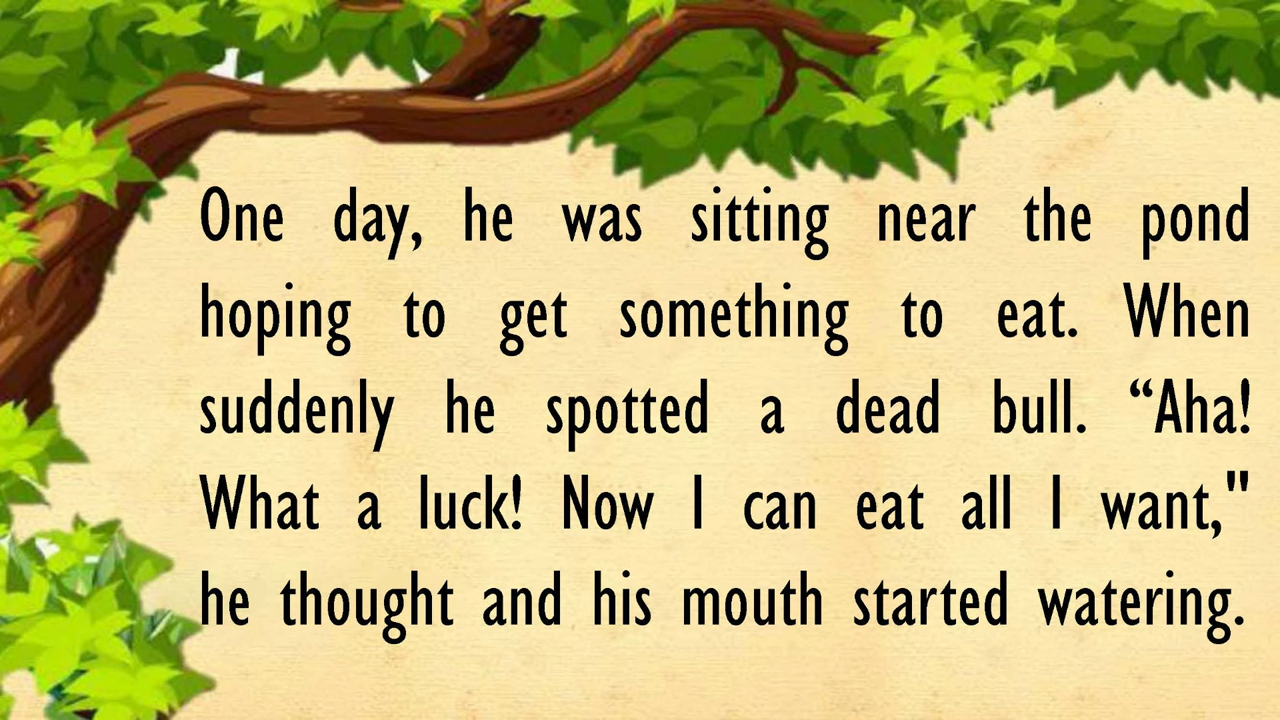 One day, he was sitting near the pond
hoping to get something to eat. When
suddenly he spotted a dead bull. “Aha!
What a luck! Now I can eat all I want,"
he thought and his mouth started watering.